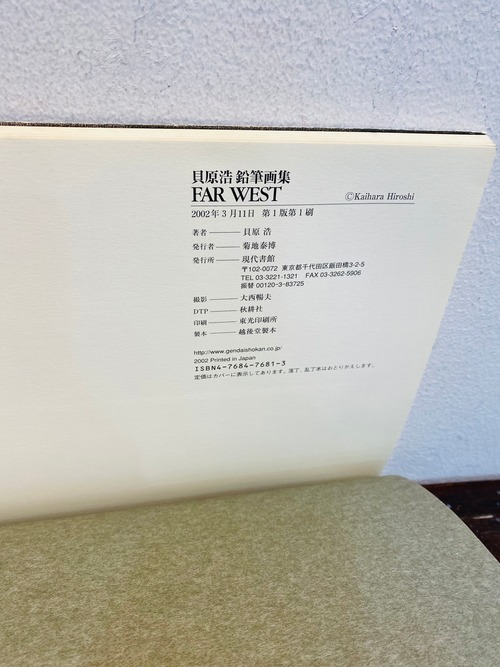 貝原浩 鉛筆画集
FAR WEST ©Kaihara Hiroshi
2002年3月11日 第1版第1刷
著者———貝原 浩
発行者———菊地泰博
発行所———現代書館
〒102-0072 東京都千代田区飯田橋3-2-5
TEL 03-3221-1321 FAX 03-3262-5906
振替 00120-3-83725
撮影———大西暢夫
DTP———秋耕社
印刷———東光印刷所
製本———越後堂製本
http://www.gendaishokan.co.jp/
2002 Printed in Japan
ISBN4-7684-7681-3
定価はカバーに表示してあります。落丁、乱丁本はおとりかえします。